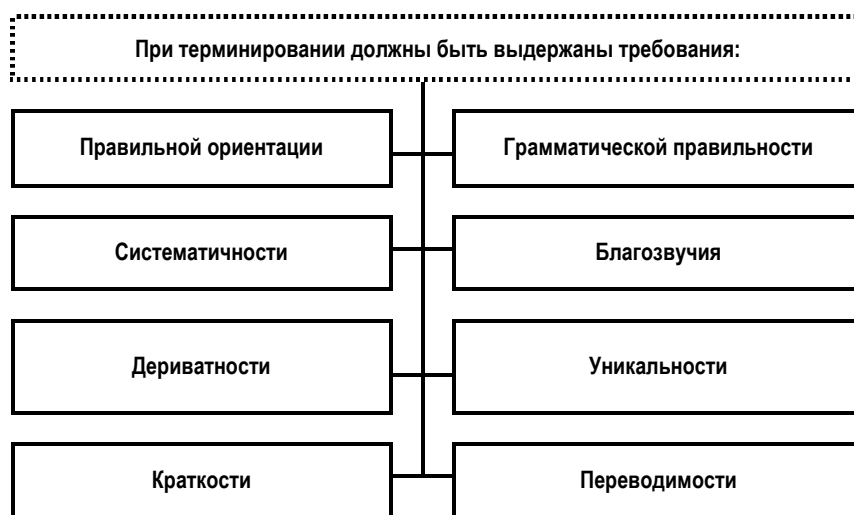 При терминировании должны быть выдержаны требования:
Правильной ориентации
Грамматической правильности
Систематичности
Благозвучия
Дериватности
Уникальности
Краткости
Переводимости